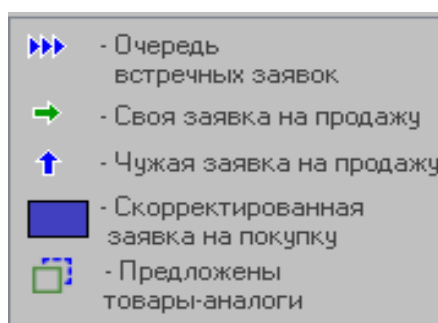 - Очередь
встречных заявок
- Своя заявка на продажу
- Чужая заявка на продажу
- Скорректированная
заявка на покупку
- Предложены
товары-аналоги